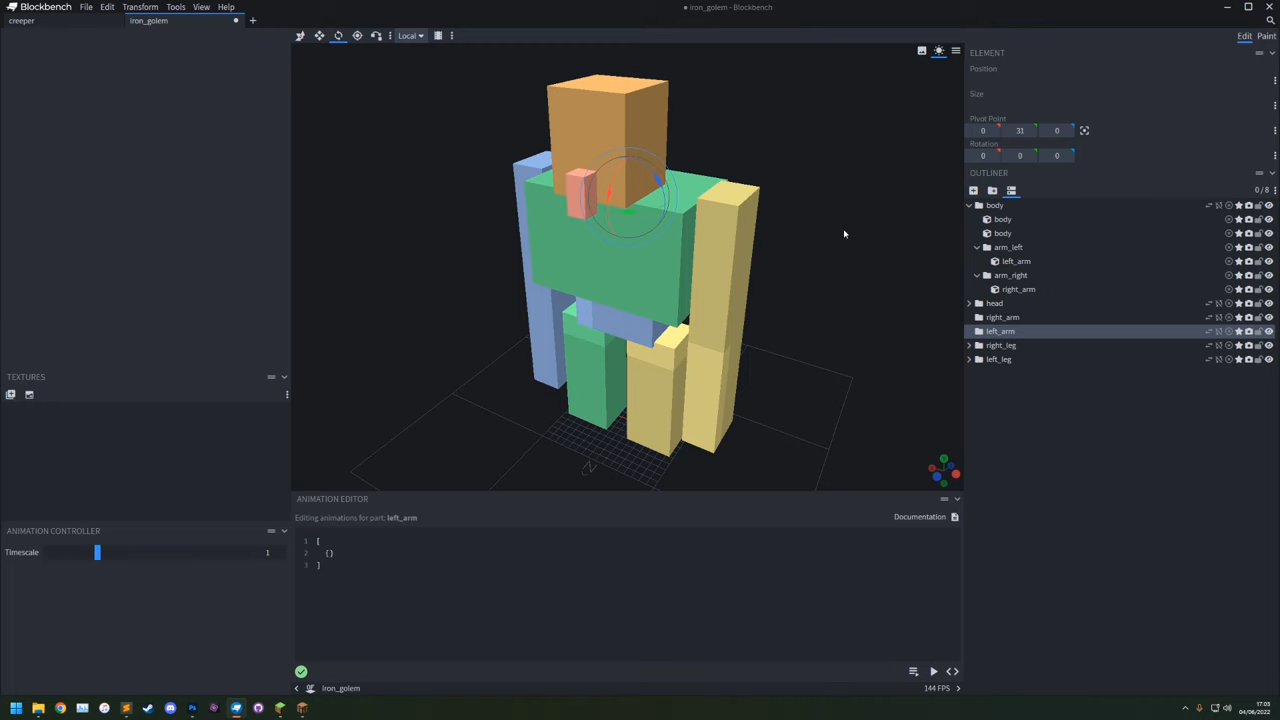 Blockbench File Edit Transform Tools View Help
iron_golem - Blockbench
creeper iron_golem
Local
Edit Paint
ELEMENT
Position
Size
Pivot Point
0 31 0
Rotation
0 0 0
OUTLINER
0/8
body
body
body
arm_left
left_arm
arm_right
right_arm
head
right_arm
left_arm
right_leg
left_leg
TEXTURES
ANIMATION CONTROLLER
Timescale 1
ANIMATION EDITOR
Editing animations for part: left_arm Documentation
1 [
2 {}
3 ]
iron_golem 144 FPS
17:03
04/06/2022